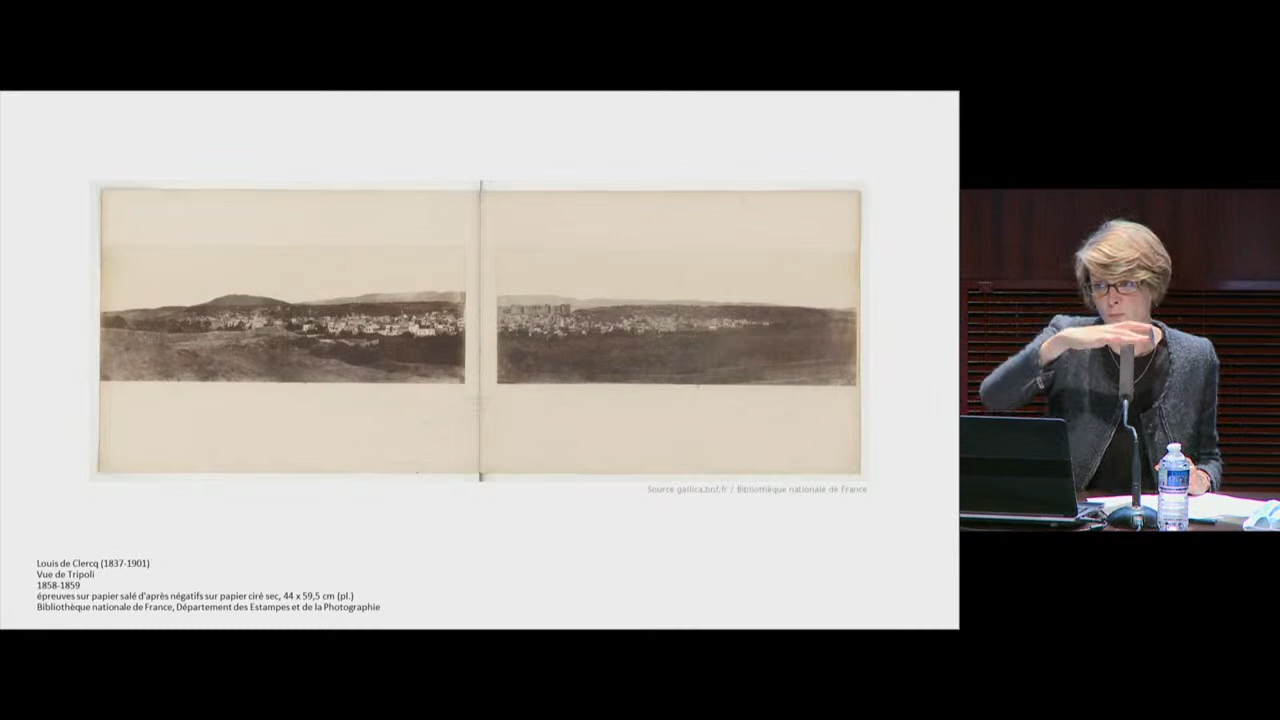 Source gallica.bnf.fr / Bibliothèque nationale de France
Louis de Clercq (1837-1901)
Vue de Tripoli
1858-1859
épreuves sur papier salé d'après négatifs sur papier ciré sec, 44 x 59,5 cm (pl.)
Bibliothèque nationale de France, Département des Estampes et de la Photographie